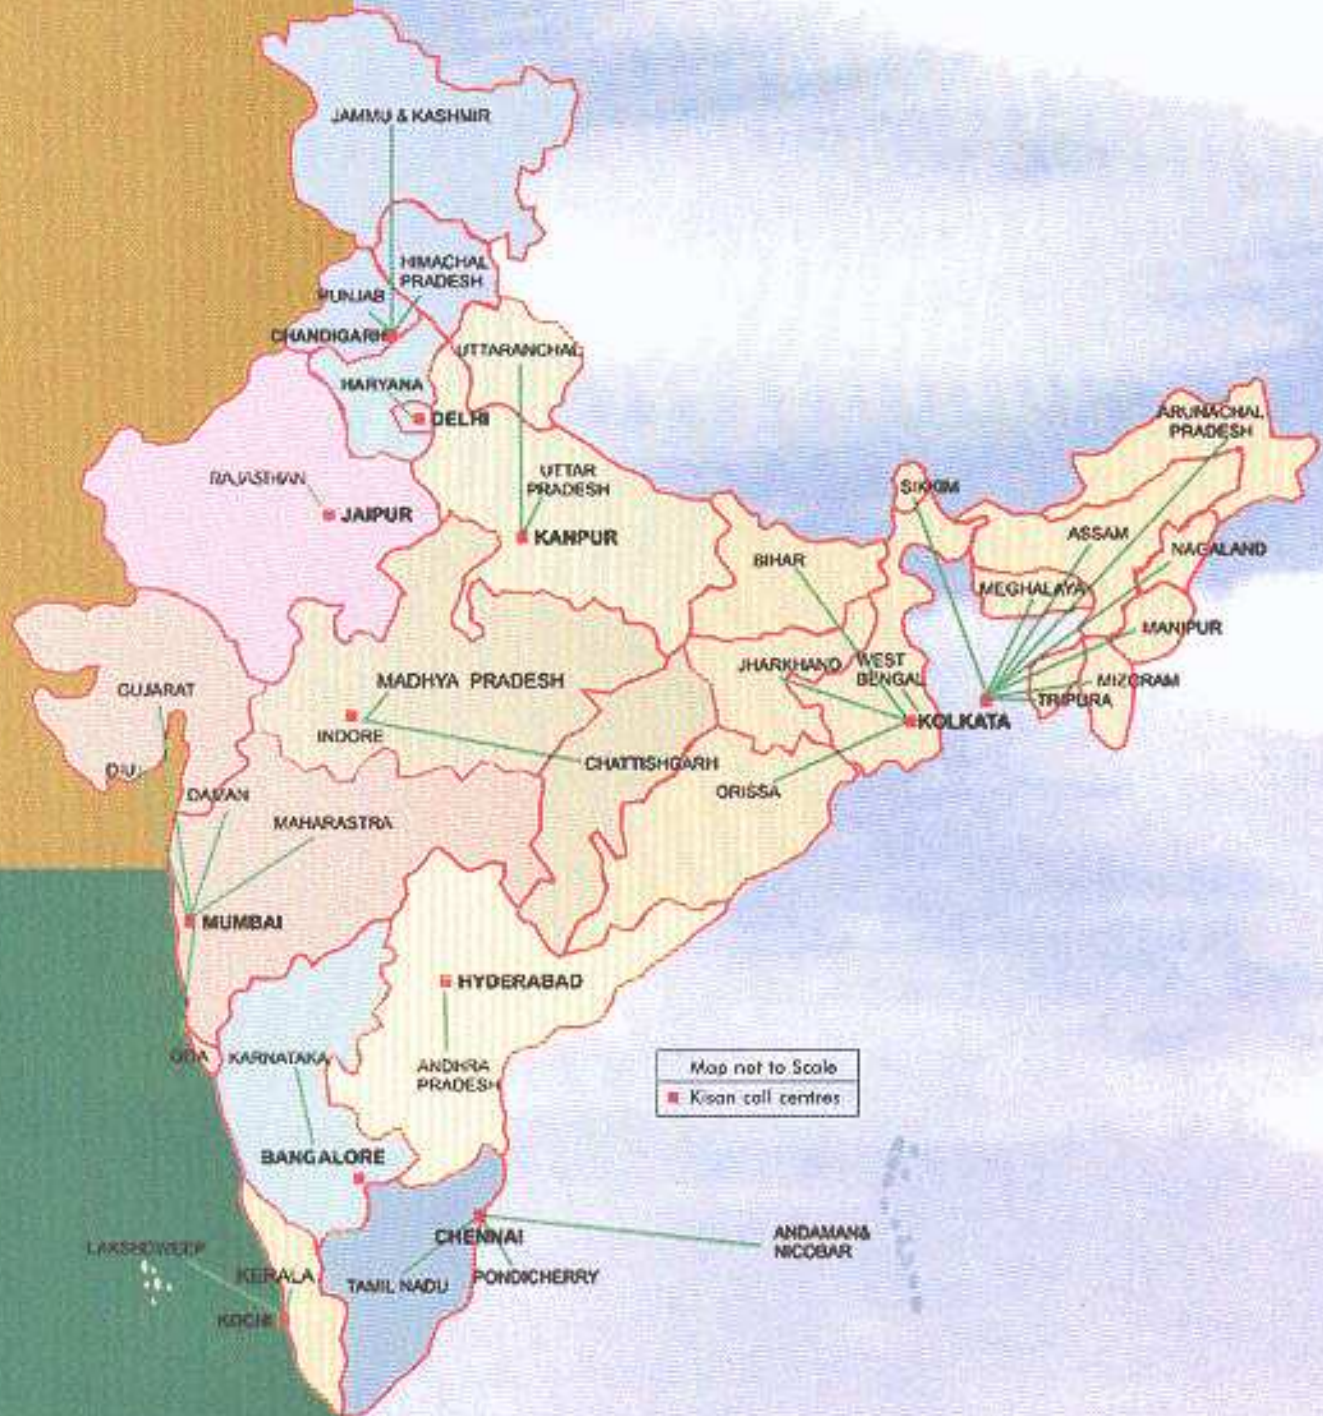 JAMMU & KASHMIR
HIMACHAL
PRADESH
PUNJAB
CHANDIGARH
UTTARANCHAL
HARYANA
DELHI
ARUNACHAL
PRADESH
RAJASTHAN
JAIPUR
UTTAR
PRADESH
KANPUR
SIKKIM
ASSAM
NAGALAND
BIHAR
MEGHALAYA
MANIPUR
JHARKHAND
WEST
BENGAL
MADHYA PRADESH
GUJARAT
MIZORAM
TRIPURA
KOLKATA
INDORE
CHATTISHGARH
DIU
ORISSA
DAMAN
MAHARASTRA
MUMBAI
HYDERABAD
GOA
KARNATAKA
ANDHRA
PRADESH
Map not to Scale
Kisan call centres
BANGALORE
CHENNAI
ANDAMAN&
NICOBAR
LAKSHDWEEP
KERALA
TAMIL NADU
PONDICHERRY
KOCHI